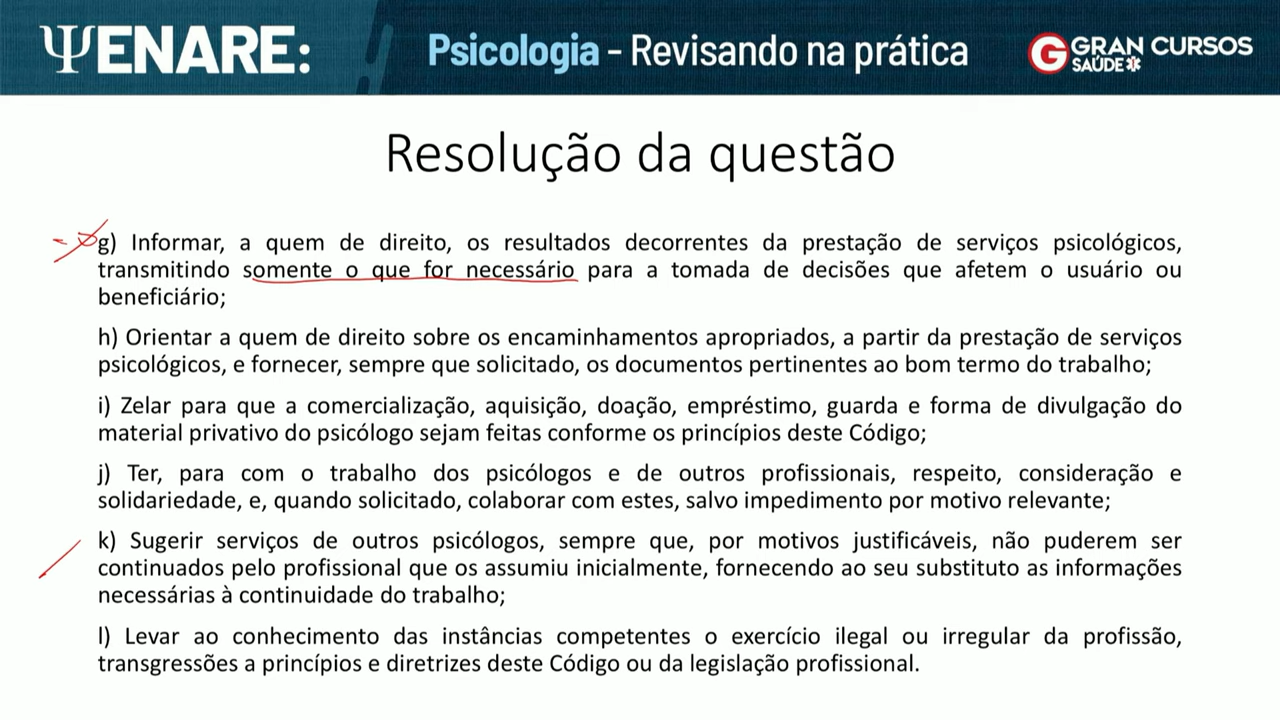 ΨENARE:
Psicologia - Revisando na prática
GRAN CURSOS
SAÚDE
Resolução da questão
g) Informar, a quem de direito, os resultados decorrentes da prestação de serviços psicológicos,
transmitindo somente o que for necessário para a tomada de decisões que afetem o usuário ou
beneficiário;
h) Orientar a quem de direito sobre os encaminhamentos apropriados, a partir da prestação de serviços
psicológicos, e fornecer, sempre que solicitado, os documentos pertinentes ao bom termo do trabalho;
i) Zelar para que a comercialização, aquisição, doação, empréstimo, guarda e forma de divulgação do
material privativo do psicólogo sejam feitas conforme os princípios deste Código;
j) Ter, para com o trabalho dos psicólogos e de outros profissionais, respeito, consideração e
solidariedade, e, quando solicitado, colaborar com estes, salvo impedimento por motivo relevante;
k) Sugerir serviços de outros psicólogos, sempre que, por motivos justificáveis, não puderem ser
continuados pelo profissional que os assumiu inicialmente, fornecendo ao seu substituto as informações
necessárias à continuidade do trabalho;
l) Levar ao conhecimento das instâncias competentes o exercício ilegal ou irregular da profissão,
transgressões a princípios e diretrizes deste Código ou da legislação profissional.